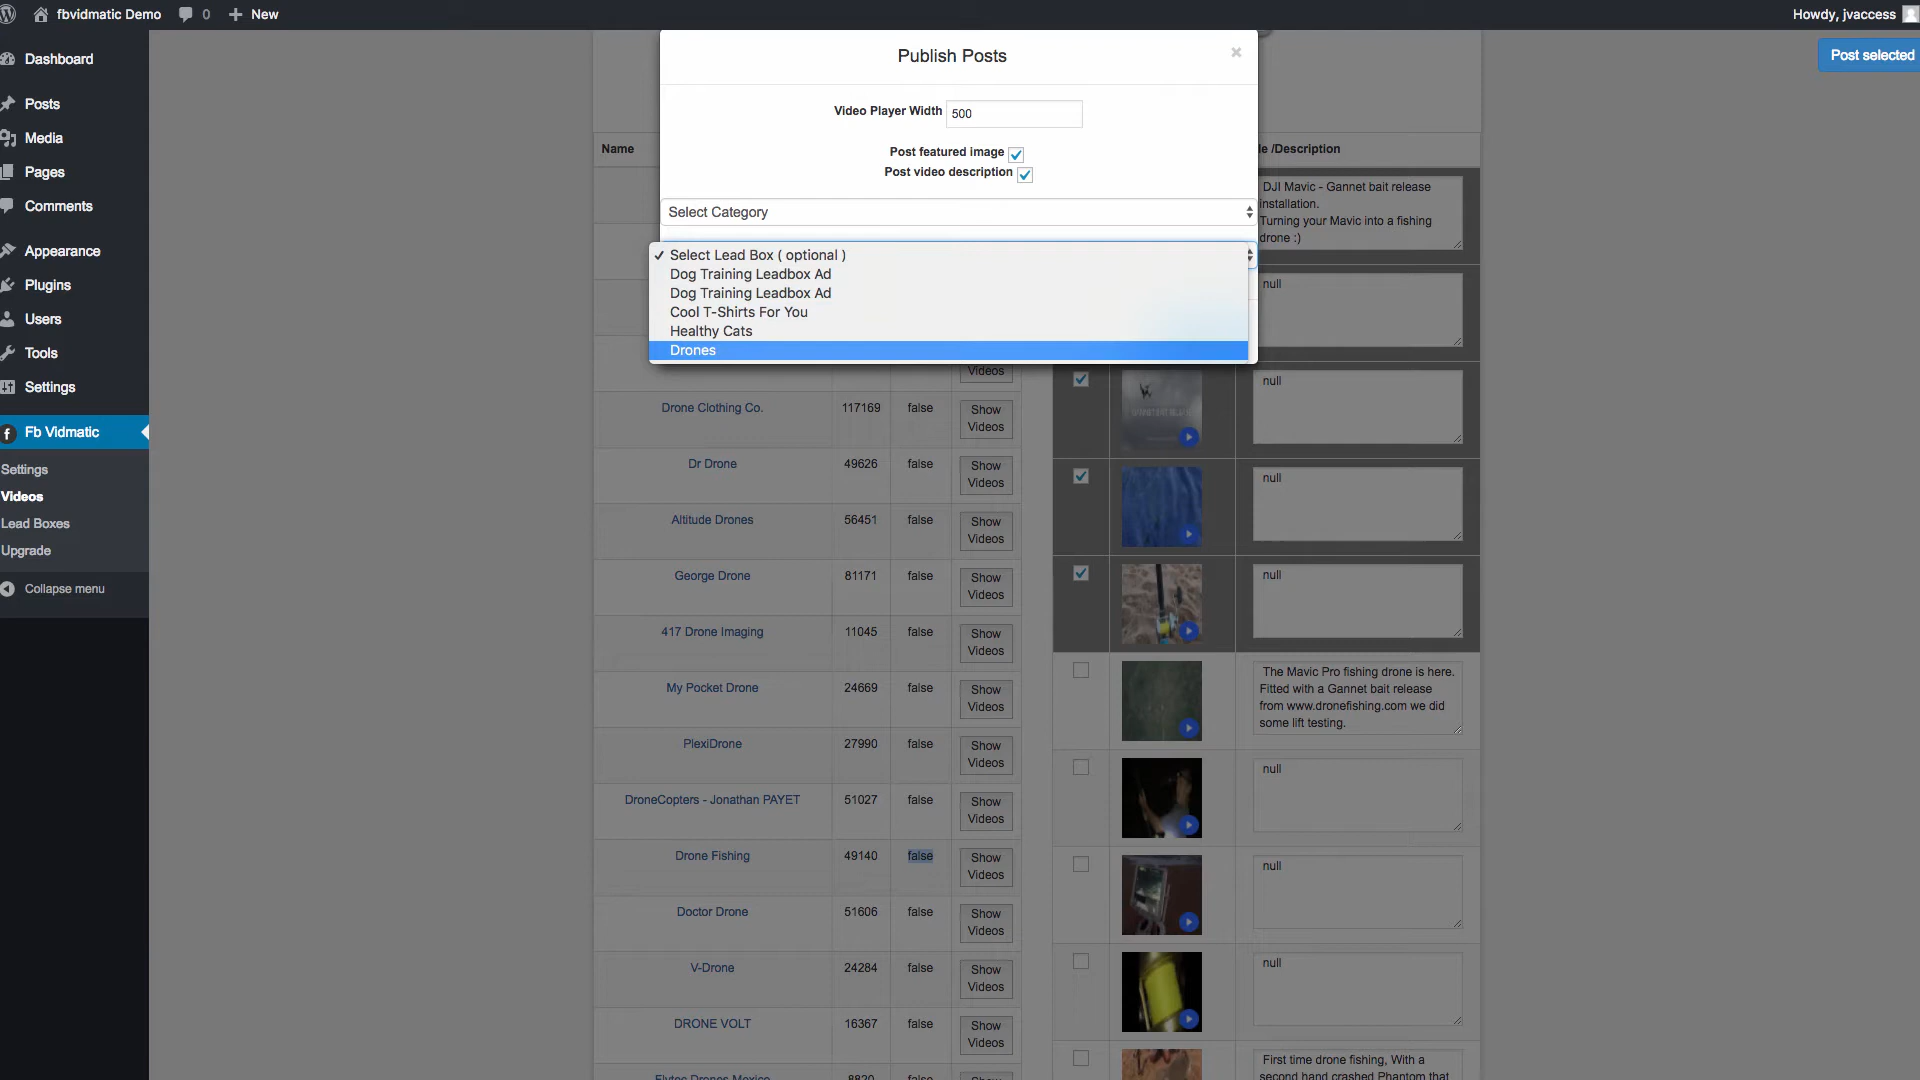 fbvidmatic Demo
0
New
Howdy, jvaccess
Dashboard
Posts
Media
Pages
Comments
Appearance
Plugins
Users
Tools
Settings
Fb Vidmatic
Settings
Videos
Lead Boxes
Upgrade
Collapse menu
Post selected
Publish Posts
×
Video Player Width 500
Post featured image
Post video description
Select Category
Select Lead Box ( optional )
Dog Training Leadbox Ad
Dog Training Leadbox Ad
Cool T-Shirts For You
Healthy Cats
Drones
Name
Videos
Drone Clothing Co. 117169 false Show
Videos
Dr Drone 49626 false Show
Videos
Altitude Drones 56451 false Show
Videos
George Drone 81171 false Show
Videos
417 Drone Imaging 11045 false Show
Videos
My Pocket Drone 24669 false Show
Videos
PlexiDrone 27990 false Show
Videos
DroneCopters - Jonathan PAYET 51027 false Show
Videos
Drone Fishing 49140 false Show
Videos
Doctor Drone 51606 false Show
Videos
V-Drone 24284 false Show
Videos
DRONE VOLT 16367 false Show
Videos
/Description
DJI Mavic - Gannet bait release
installation.
Turning your Mavic into a fishing
drone :)
null
null
null
null
The Mavic Pro fishing drone is here.
Fitted with a Gannet bait release
from www.dronefishing.com we did
some lift testing.
null
null
null
First time drone fishing, With a
second hand crashed Phantom that